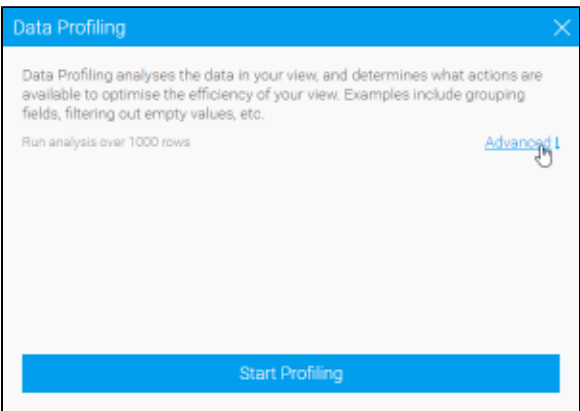 Data Profiling
Data Profiling analyses the data in your view, and determines what actions are
available to optimise the efficiency of your view. Examples include grouping
fields, filtering out empty values, etc.
Run analysis over 1000 rows
Advanced
Start Profiling